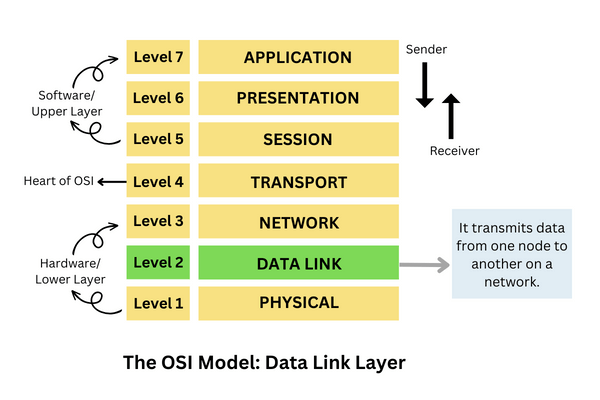 Level 7 APPLICATION
Sender
Level 6 PRESENTATION
Software/
Upper Layer
Level 5 SESSION
Receiver
Heart of OSI
Level 4 TRANSPORT
Level 3 NETWORK
Hardware/
Lower Layer
Level 2 DATA LINK
It transmits data
from one node to
another on a
network.
Level 1 PHYSICAL
The OSI Model: Data Link Layer